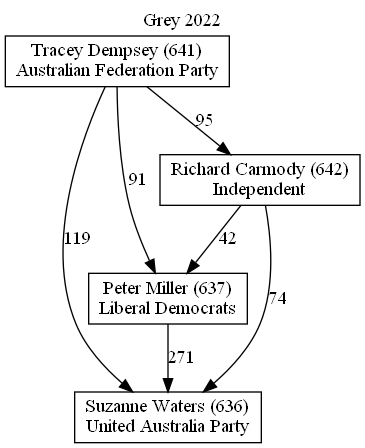 Grey 2022
Tracey Dempsey (641)
Australian Federation Party
95
Richard Carmody (642)
Independent
91
119
42
74
Peter Miller (637)
Liberal Democrats
271
Suzanne Waters (636)
United Australia Party